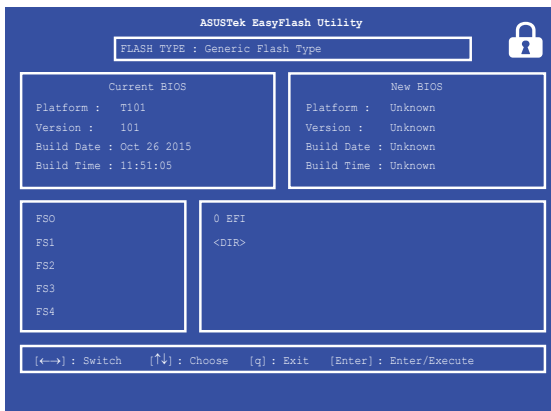 ASUSTek EasyFlash Utility
FLASH TYPE : Generic Flash Type
Current BIOS
Platform : T101
Version : 101
Build Date : Oct 26 2015
Build Time : 11:51:05
New BIOS
Platform : Unknown
Version : Unknown
Build Date : Unknown
Build Time : Unknown
FSO
FS1
FS2
FS3
FS4
0 EFI
<DIR>
[←→] : Switch [↑↓] : Choose [q] : Exit [Enter] : Enter/Execute